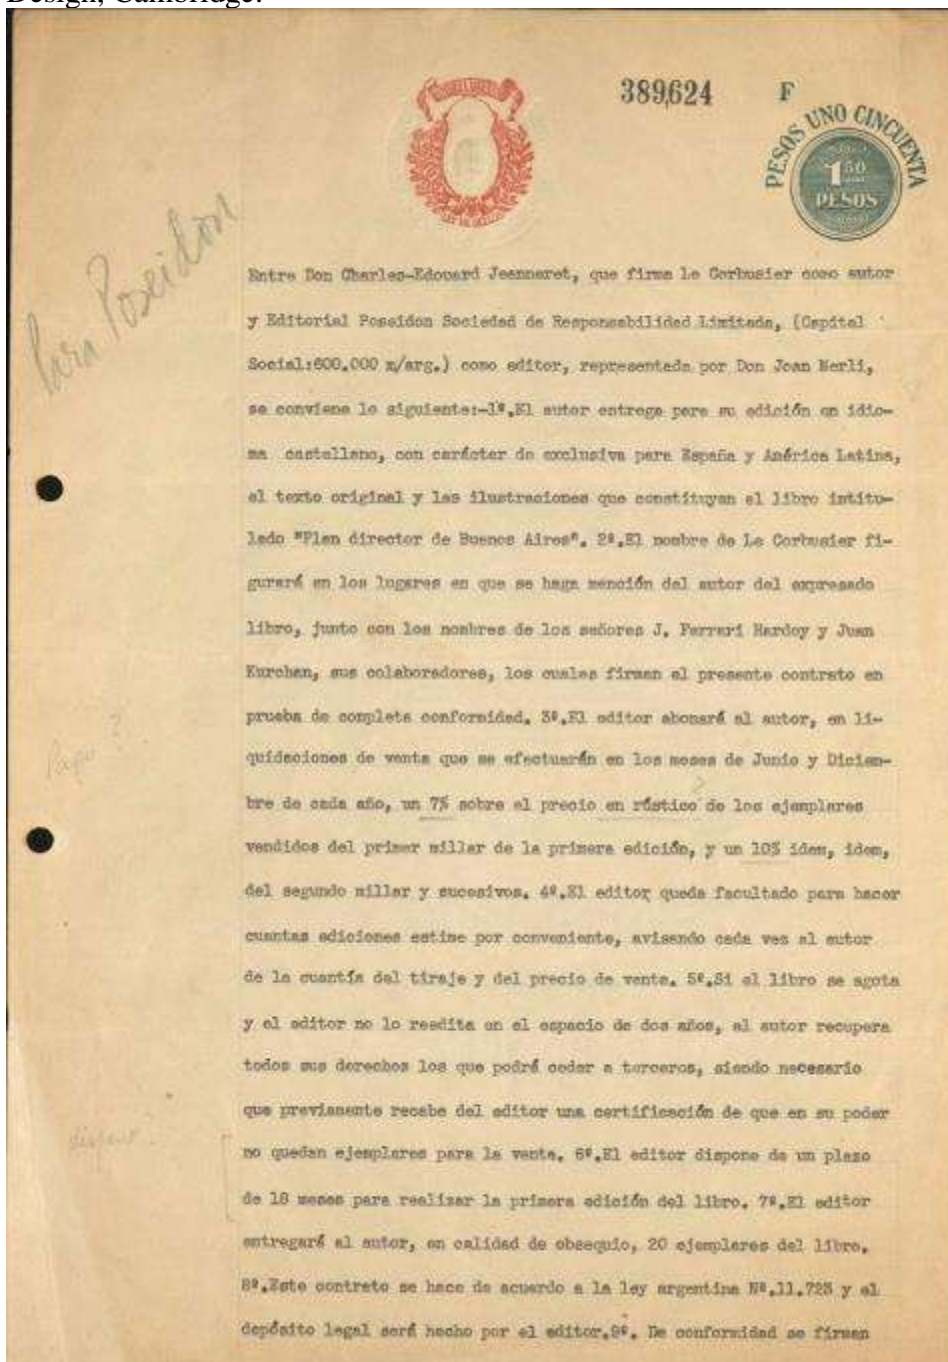 Design, Cambridge.
389,624 F
PESOS UNO CINCUENTA
1 50
PESOS
Para Poseidon
Entre Don Charles-Edouard Jeanneret, que firma Le Corbusier como autor
y Editorial Poseidon Sociedad de Responsabilidad Limitada, (Capital
Social:600.000 m/arg.) como editor, representada por Don Joan Merli,
se conviene lo siguiente:-1º.El autor entrega para su edición en idio-
ma castellano, con carácter de exclusiva para España y América Latina,
el texto original y las ilustraciones que constituyen el libro intitu-
lado "Plan director de Buenos Aires". 2º.El nombre de Le Corbusier fi-
gurará en los lugares en que se haga mención del autor del expresado
libro, junto con los nombres de los señores J. Ferrari Hardoy y Juan
Kurchan, sus colaboradores, los cuales firman el presente contrato en
prueba de completa conformidad. 3º.El editor abonará al autor, en li-
quidaciones de venta que se efectuarán en los meses de Junio y Diciem-
bre de cada año, un 7% sobre el precio en rústico de los ejemplares
vendidos del primer millar de la primera edición, y un 10% idem, idem,
del segundo millar y sucesivos. 4º.El editor queda facultado para hacer
cuantas ediciones estime por conveniente, avisando cada vez al autor
de la cuantía del tiraje y del precio de venta. 5º.Si el libro se agota
y el editor no lo reedita en el espacio de dos años, el autor recupera
todos sus derechos los que podrá ceder a terceros, siendo necesario
que previamente recabe del editor una certificación de que en su poder
no quedan ejemplares para la venta. 6º.El editor dispone de un plazo
de 18 meses para realizar la primera edición del libro. 7º.El editor
entregará al autor, en calidad de obsequio, 20 ejemplares del libro.
8º.Este contrato se hace de acuerdo a la ley argentina Nº.11.723 y el
depósito legal será hecho por el editor.9º. De conformidad se firman